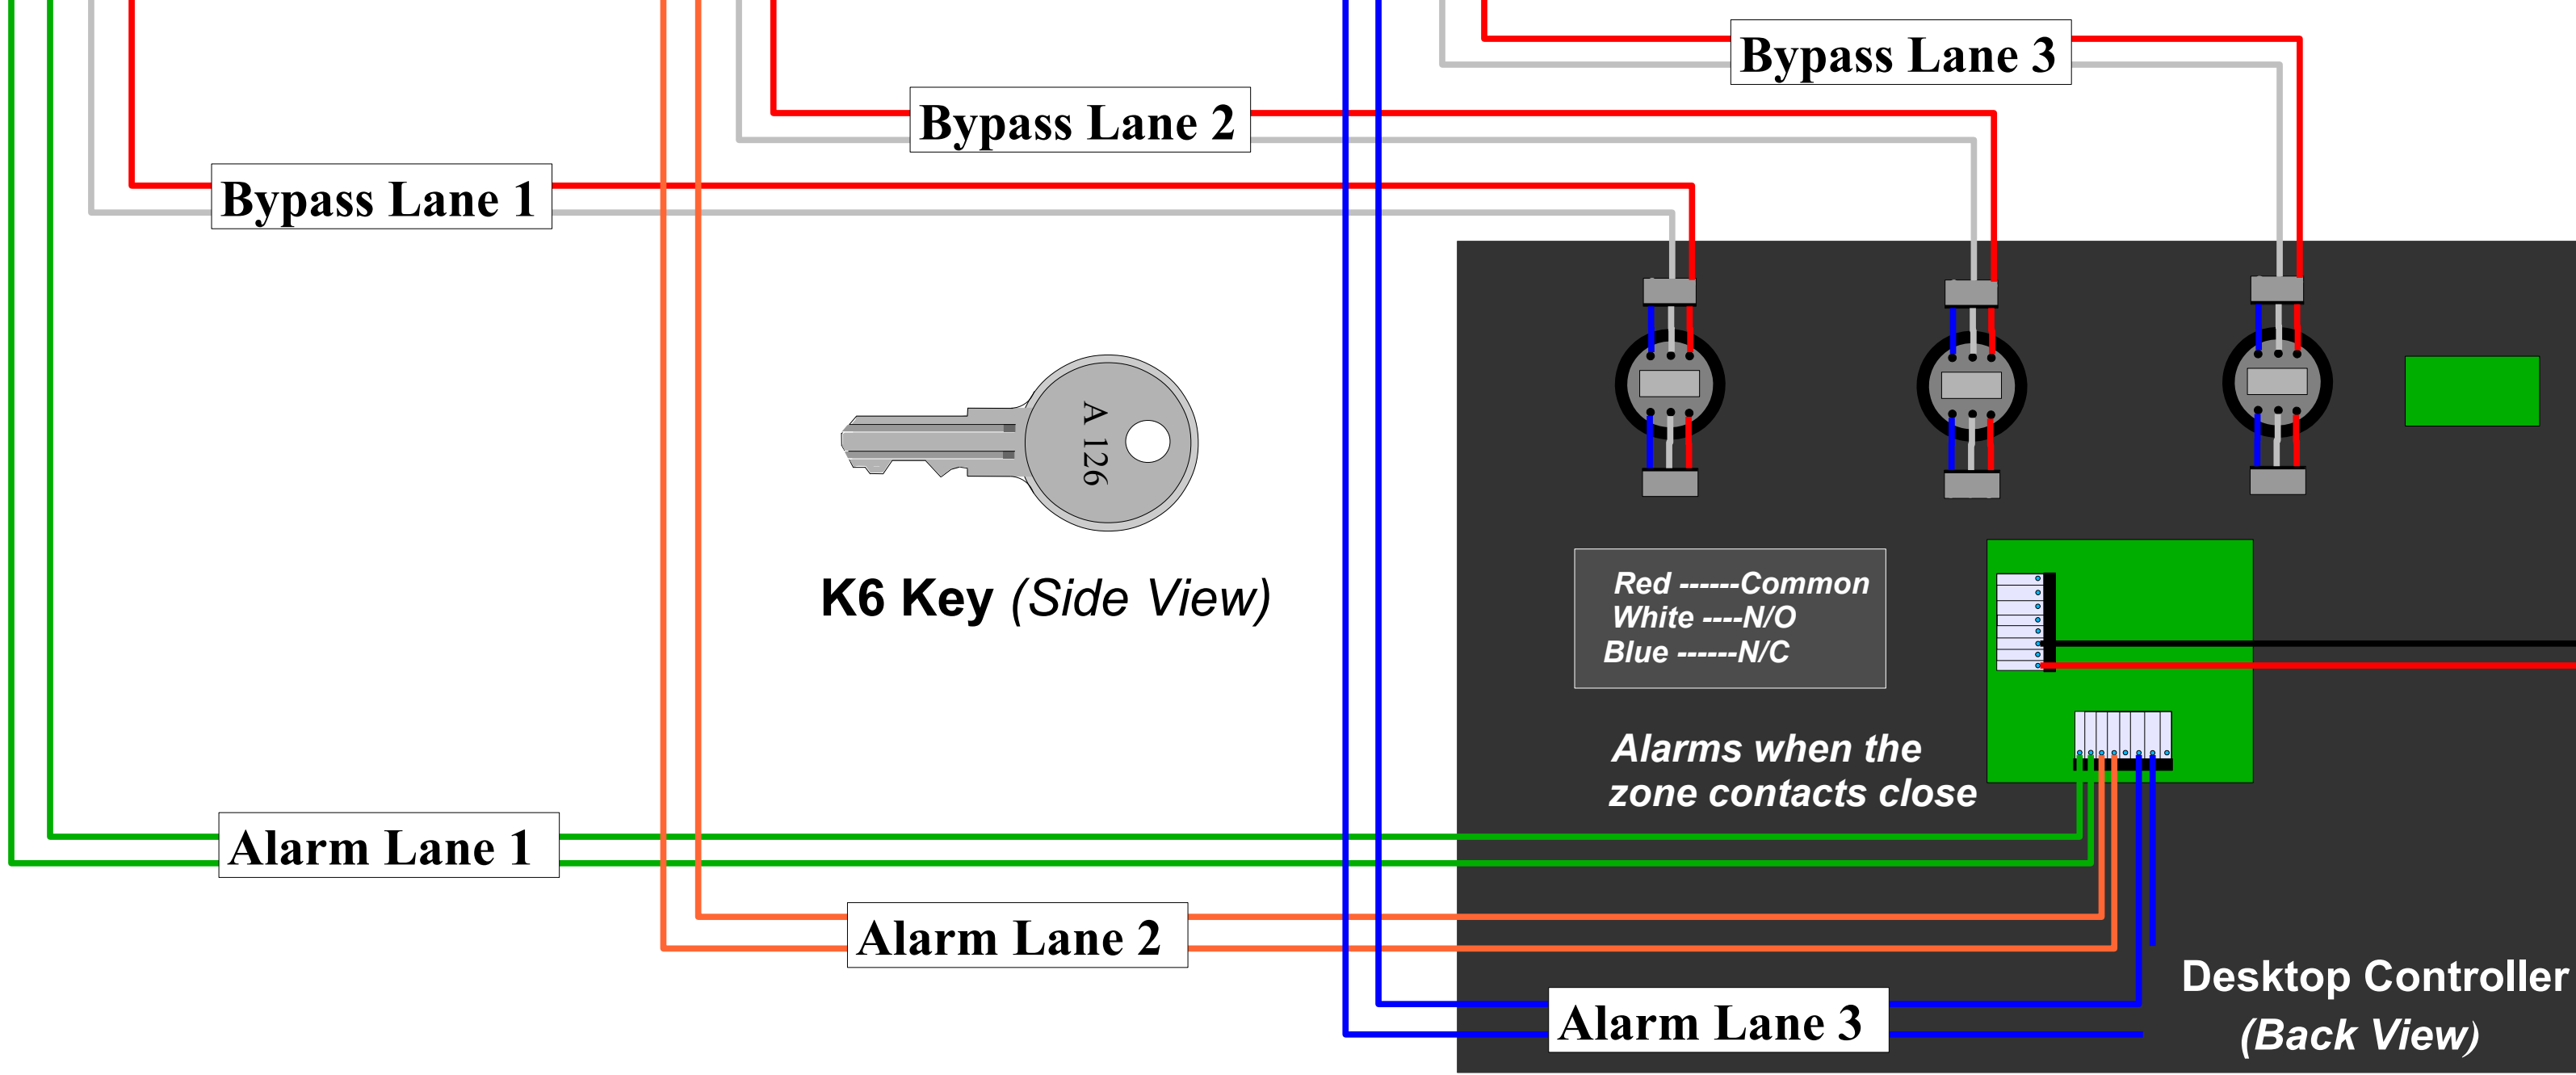 Bypass Lane 3
Bypass Lane 2
Bypass Lane 1
A 126
K6 Key (Side View)
Red ------Common
White ----N/O
Blue ------N/C
Alarms when the
zone contacts close
Alarm Lane 1
Alarm Lane 2
Alarm Lane 3
Desktop Controller
(Back View)